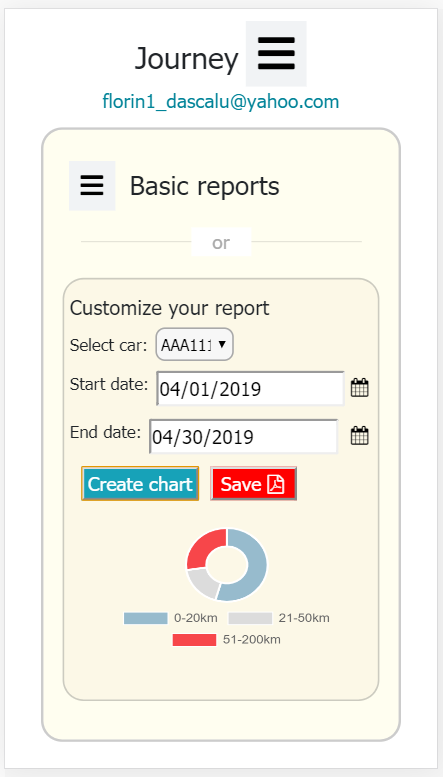 Journey
florin1_dascalu@yahoo.com
Basic reports
or
Customize your report
Select car: AAA111
Start date: 04/01/2019
End date: 04/30/2019
Create chart Save
0-20km 21-50km
51-200km